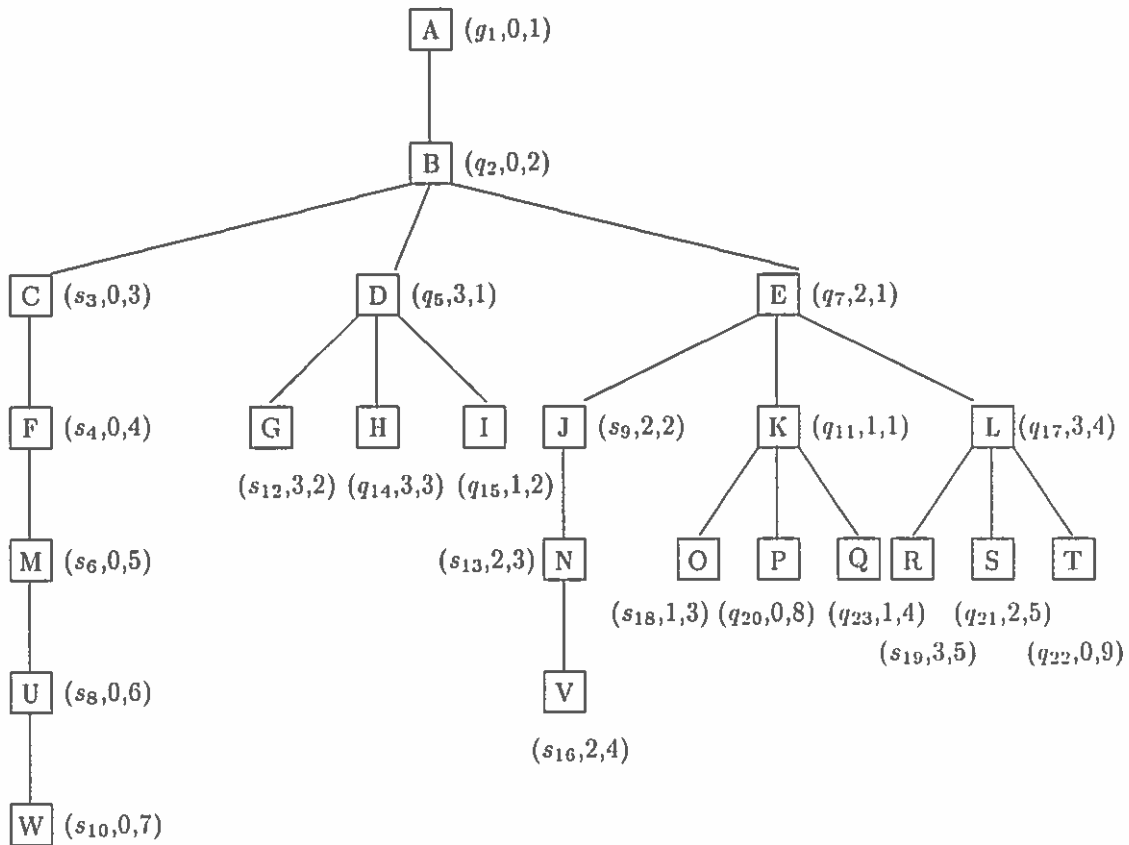 A (g₁,0,1)
B (q₂,0,2)
C (s₃,0,3) D (q₅,3,1) E (q₇,2,1)
F (s₄,0,4) G H I J (s₉,2,2) K (q₁₁,1,1) L (q₁₇,3,4)
(s₁₂,3,2) (q₁₄,3,3) (q₁₅,1,2)
M (s₆,0,5) (s₁₃,2,3) N O P Q R S T
(s₁₈,1,3) (q₂₀,0,8) (q₂₃,1,4) (q₂₁,2,5)
(s₁₉,3,5) (q₂₂,0,9)
U (s₈,0,6) V
(s₁₆,2,4)
W (s₁₀,0,7)